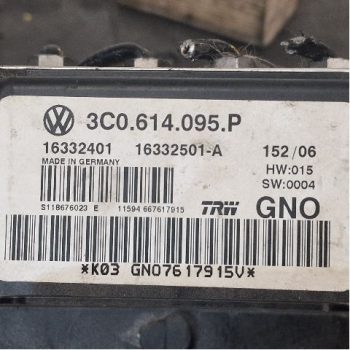 3C0.614.095.P
16332401 16332501-A 152/06
MADE IN GERMANY HW:015
SW:0004
S118676023 E 11594 667617915 TRW GNO
*K03 GNO7617915V*